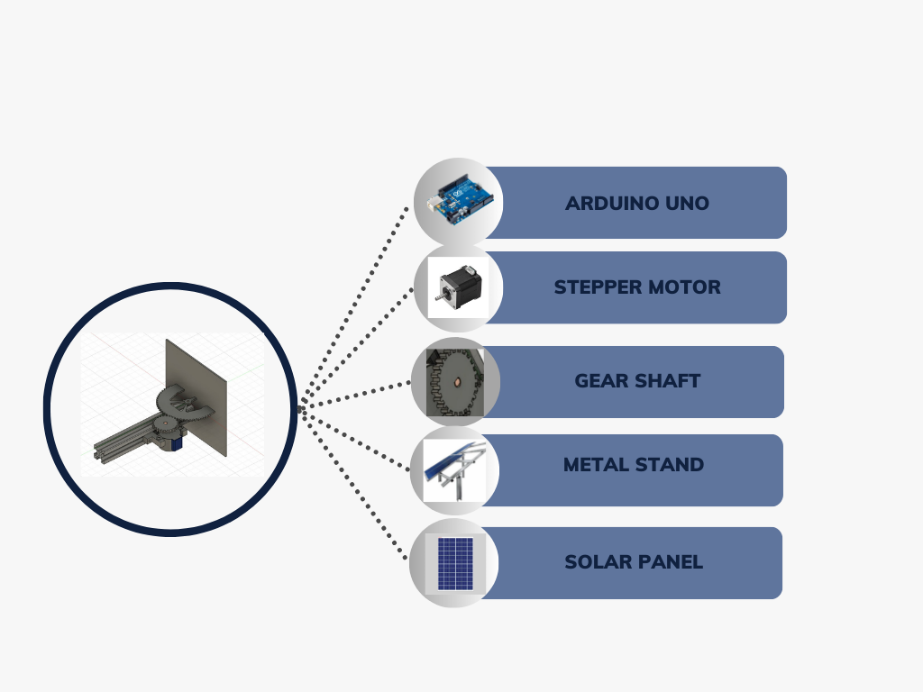 ARDUINO UNO
STEPPER MOTOR
GEAR SHAFT
METAL STAND
SOLAR PANEL